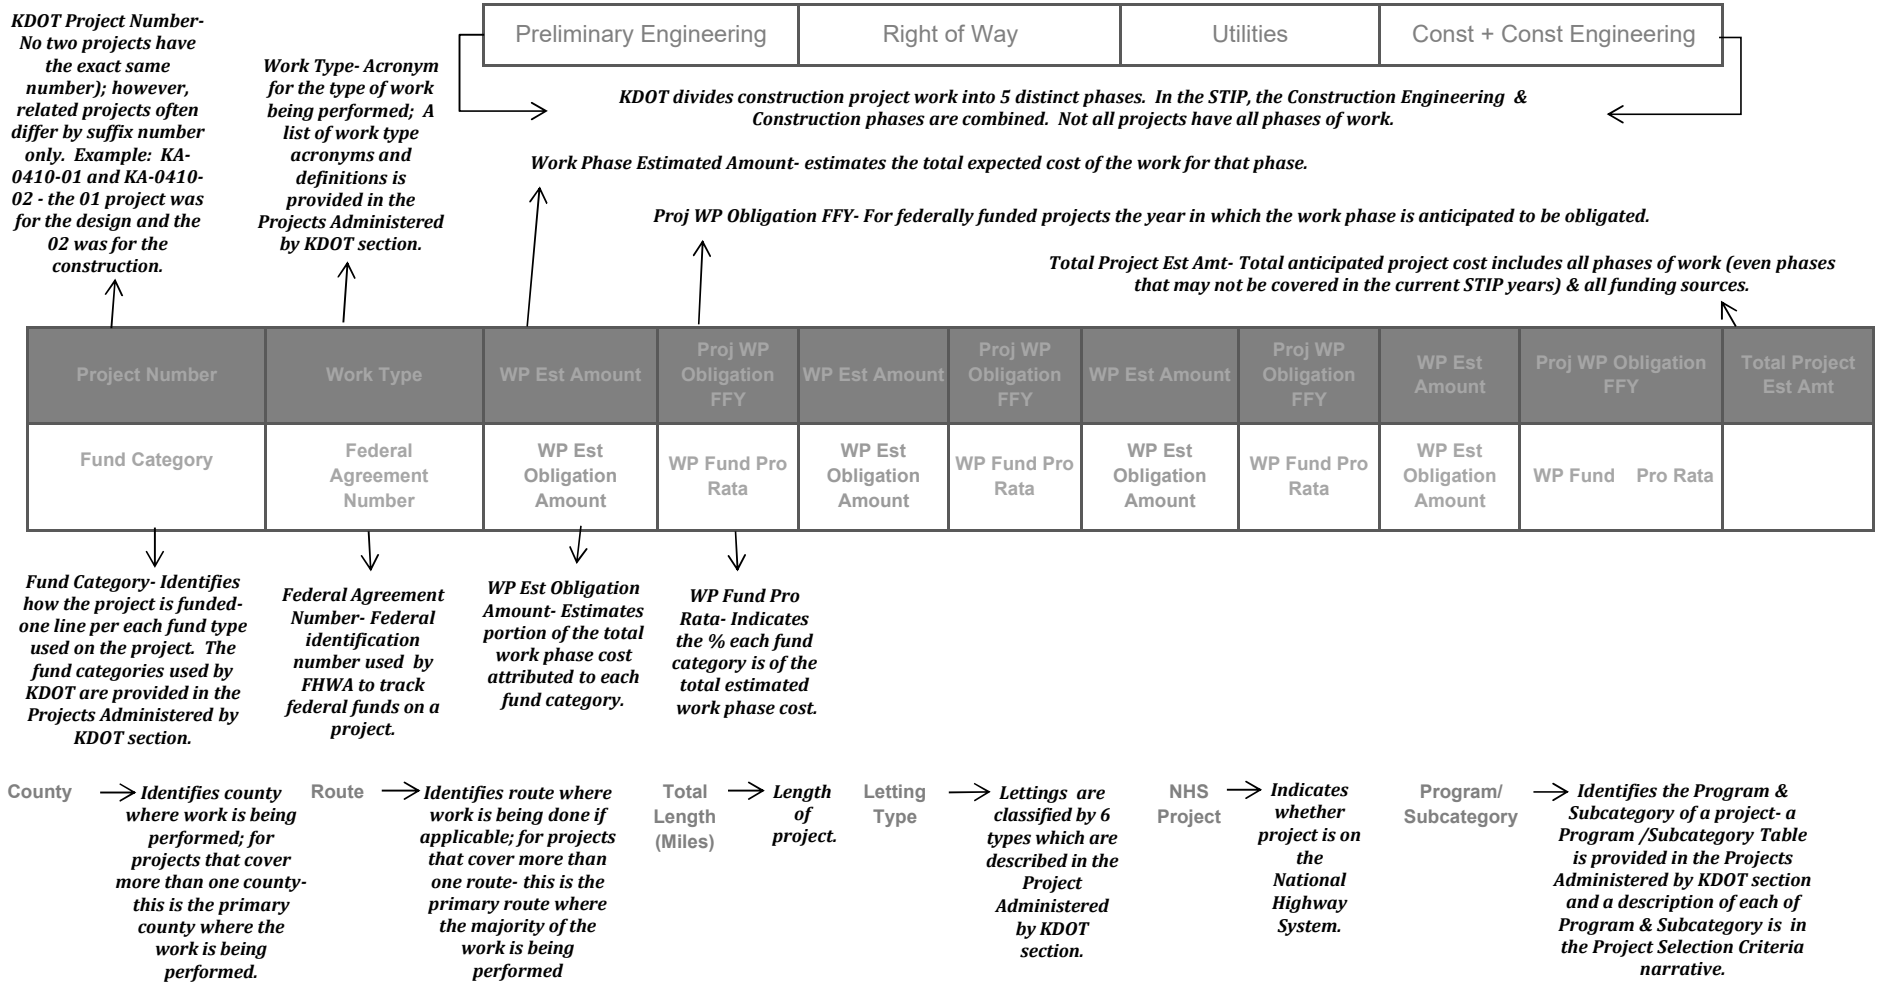 KDOT Project Number-
No two projects have
the exact same
number); however,
related projects often
differ by suffix number
only.  Example:  KA-
0410-01 and KA-0410-
02 - the 01 project was
for the design and the
02 was for the
construction.
Work Type- Acronym
for the type of work
being performed;  A
list of work type
acronyms and
definitions is
provided in the
Projects Administered
by KDOT section.
Preliminary Engineering
Right of Way
Utilities
Const + Const Engineering
KDOT divides construction project work into 5 distinct phases.  In the STIP, the Construction Engineering  &
Construction phases are combined.  Not all projects have all phases of work.
Work Phase Estimated Amount- estimates the total expected cost of the work for that phase.
Proj WP Obligation FFY- For federally funded projects the year in which the work phase is anticipated to be obligated.
Total Project Est Amt- Total anticipated project cost includes all phases of work (even phases
that may not be covered in the current STIP years) & all funding sources.
Project Number
Work Type
WP Est Amount
Proj WP
Obligation
FFY
WP Est Amount
Proj WP
Obligation
FFY
WP Est Amount
Proj WP
Obligation
FFY
WP Est
Amount
Proj WP Obligation
FFY
Total Project
Est Amt
Fund Category
Federal
Agreement
Number
WP Est
Obligation
Amount
WP Fund Pro
Rata
WP Est
Obligation
Amount
WP Fund Pro
Rata
WP Est
Obligation
Amount
WP Fund Pro
Rata
WP Est
Obligation
Amount
WP Fund    Pro Rata
Fund Category- Identifies
how the project is funded-
one line per each fund type
used on the project.  The
fund categories used by
KDOT are provided in the
Projects Administered by
KDOT section.
Federal Agreement
Number- Federal
identification
number used  by
FHWA to track
federal funds on a
project.
WP Est Obligation
Amount- Estimates
portion of the total
work phase cost
attributed to each
fund category.
WP Fund Pro
Rata- Indicates
the % each fund
category is of the
total estimated
work phase cost.
County
Identifies county
where work is being
performed; for
projects that cover
more than one county-
this is the primary
county where the
work is being
performed.
Route
Identifies route where
work is being done if
applicable; for projects
that cover more than
one route- this is the
primary route where
the majority of the
work is being
performed
Total
Length
(Miles)
Length
of
project.
Letting
Type
Lettings  are
classified by 6
types which are
described in the
Project
Administered
by KDOT
section.
NHS
Project
Indicates
whether
project is on
the
National
Highway
System.
Program/
Subcategory
Identifies the Program &
Subcategory of a project- a
Program /Subcategory Table
is provided in the Projects
Administered by KDOT section
and a description of each of
Program & Subcategory is  in
the Project Selection Criteria
narrative.